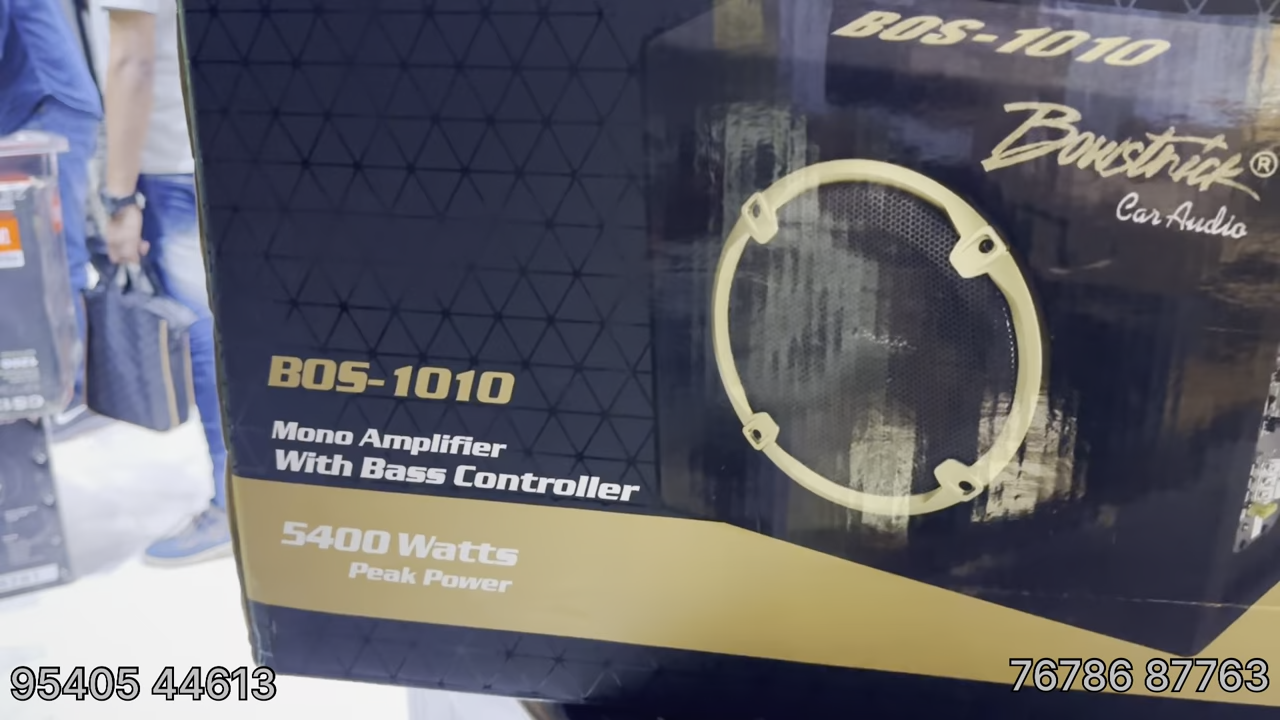 BOS-1010
Bowstrick®
Car Audio
BOS-1010
Mono Amplifier
With Bass Controller
5400 Watts
Peak Power
95405 44613
76786 87763